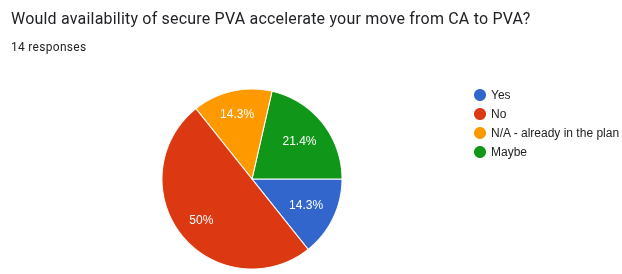 Would availability of secure PVA accelerate your move from CA to PVA?
14 responses
Yes
No
N/A - already in the plan
Maybe
14.3%
21.4%
14.3%
50%